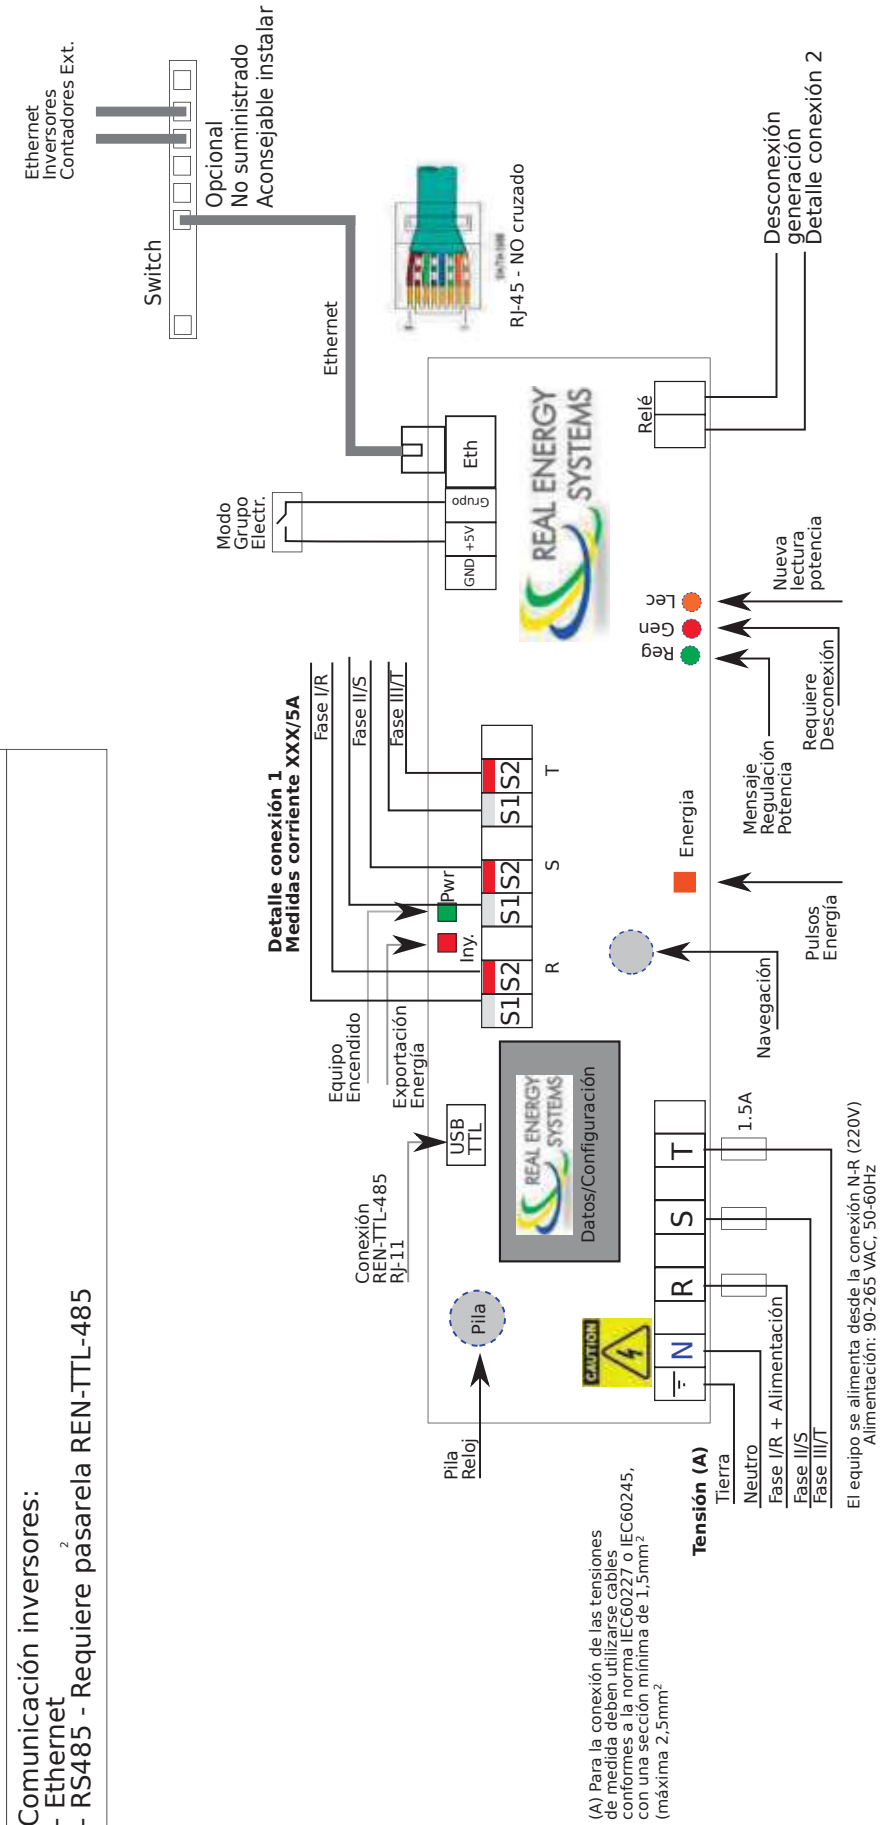 Comunicación inversores:
- Ethernet
- RS485 - Requiere pasarela REN-TTL-485
2
Ethernet
Inversores
Contadores Ext.
Switch
Opcional
No suministrado
Aconsejable instalar
Ethernet
RJ-45 - NO cruzado
Modo
Grupo
Electr.
GND
+5V
Grupo
Eth
REAL ENERGY
SYSTEMS
Relé
Desconexión
generación
Detalle conexión 2
Detalle conexión 1
Medidas corriente XXX/5A
Fase I/R
Fase II/S
Fase III/T
S1
S2
S1
S2
S1
S2
R
S
T
Equipo
Encendido
Exportación
Energía
Iny.
Pwr
Lec
Gen
Reg
Nueva
lectura
potencia
Requiere
Desconexión
Mensaje
Regulación
Potencia
Energia
Pulsos
Energía
Navegación
Conexión
REN-TTL-485
RJ-11
USB
TTL
REAL ENERGY
SYSTEMS
Datos/Configuración
Pila
Pila
Reloj
CAUTION
N
R
S
T
1.5A
Tensión (A)
Tierra
Neutro
Fase I/R + Alimentación
Fase II/S
Fase III/T
El equipo se alimenta desde la conexión N-R (220V)
Alimentación: 90-265 VAC, 50-60Hz
(A) Para la conexión de las tensiones
de medida deben utilizarse cables
conformes a la norma IEC60227 o IEC60245,
con una sección mínima de 1,5mm²
(máxima 2,5mm²